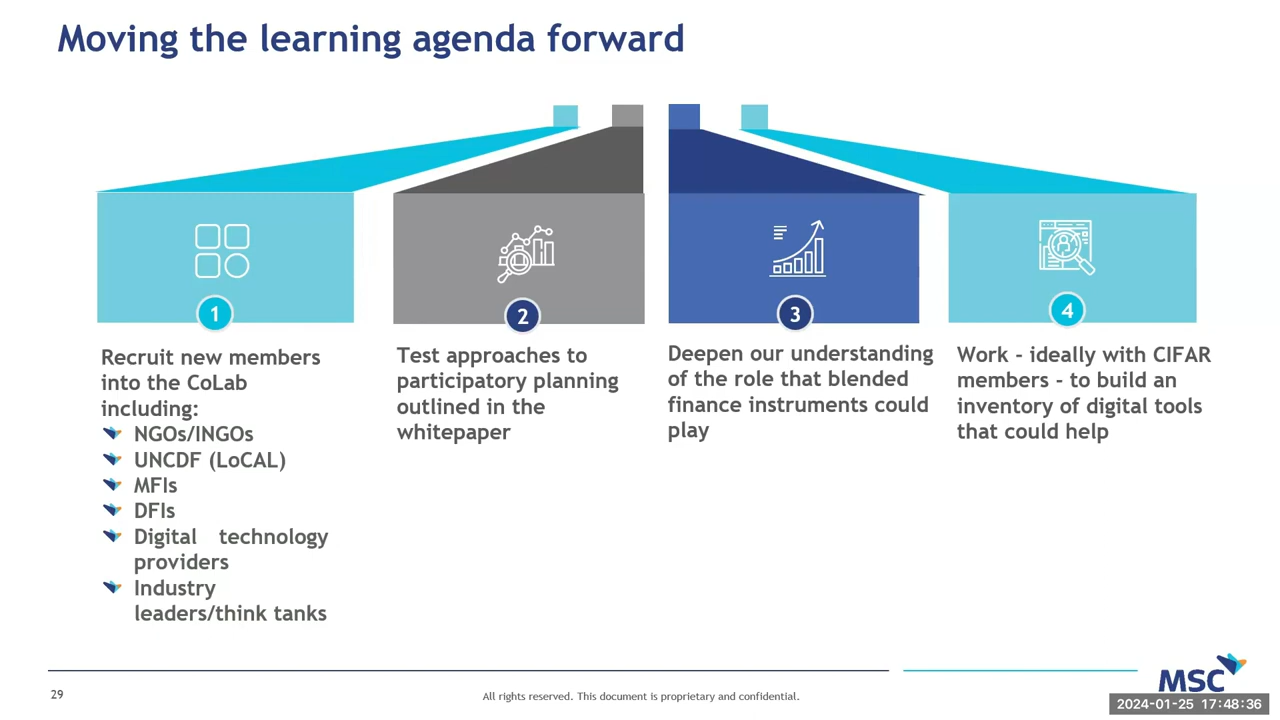 Moving the learning agenda forward
1
Recruit new members
into the CoLab
including:
NGOs/INGOs
UNCDF (LoCAL)
MFIs
DFIs
Digital technology
providers
Industry
leaders/think tanks
2
Test approaches to
participatory planning
outlined in the
whitepaper
3
Deepen our understanding
of the role that blended
finance instruments could
play
4
Work - ideally with CIFAR
members - to build an
inventory of digital tools
that could help
29
All rights reserved. This document is proprietary and confidential.
MSC
2024-01-25 17:48:36